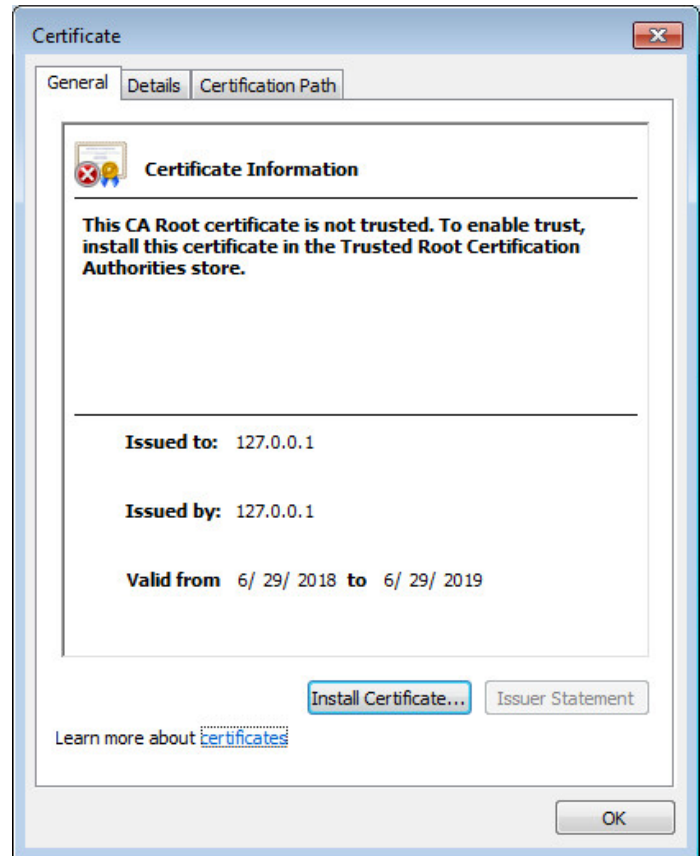 Certificate
General Details Certification Path
Certificate Information
This CA Root certificate is not trusted. To enable trust,
install this certificate in the Trusted Root Certification
Authorities store.
Issued to: 127.0.0.1
Issued by: 127.0.0.1
Valid from 6/ 29/ 2018 to 6/ 29/ 2019
Install Certificate... Issuer Statement
Learn more about certificates
OK